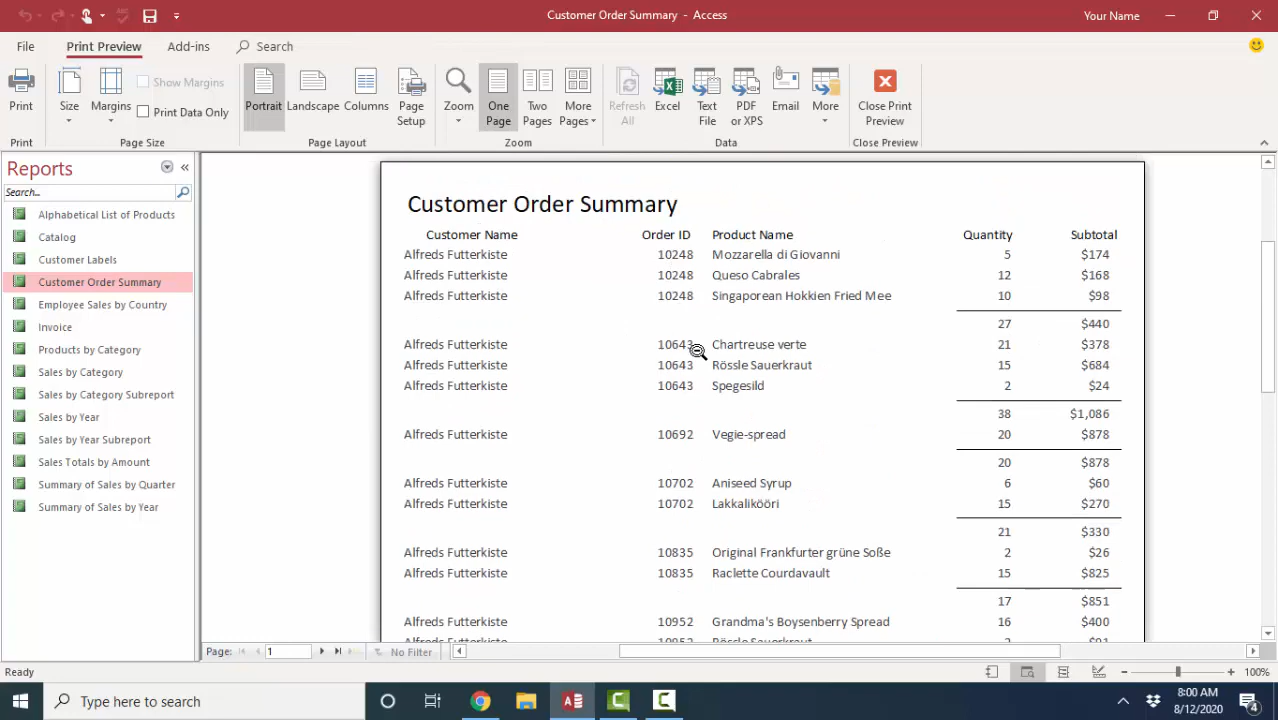 Customer Order Summary - Access
Your Name
File Print Preview Add-ins Search
Print Size Margins Show Margins Print Data Only Portrait Landscape Columns Page Setup Zoom One Page Two Pages More Pages Refresh All Excel Text File PDF or XPS Email More Close Print Preview
Print Page Size Page Layout Zoom Data Close Preview
Reports
Search...
Alphabetical List of Products
Catalog
Customer Labels
Customer Order Summary
Employee Sales by Country
Invoice
Products by Category
Sales by Category
Sales by Category Subreport
Sales by Year
Sales by Year Subreport
Sales Totals by Amount
Summary of Sales by Quarter
Summary of Sales by Year
Customer Order Summary
Customer Name Order ID Product Name Quantity Subtotal
Alfreds Futterkiste 10248 Mozzarella di Giovanni 5 $174
Alfreds Futterkiste 10248 Queso Cabrales 12 $168
Alfreds Futterkiste 10248 Singaporean Hokkien Fried Mee 10 $98
27 $440
Alfreds Futterkiste 10643 Chartreuse verte 21 $378
Alfreds Futterkiste 10643 Rössle Sauerkraut 15 $684
Alfreds Futterkiste 10643 Spegesild 2 $24
38 $1,086
Alfreds Futterkiste 10692 Vegie-spread 20 $878
20 $878
Alfreds Futterkiste 10702 Aniseed Syrup 6 $60
Alfreds Futterkiste 10702 Lakkalikööri 15 $270
21 $330
Alfreds Futterkiste 10835 Original Frankfurter grüne Soße 2 $26
Alfreds Futterkiste 10835 Raclette Courdavault 15 $825
17 $851
Alfreds Futterkiste 10952 Grandma's Boysenberry Spread 16 $400
Alfreds Futterkiste 10952 Rössle Sauerkraut 2 $91
Page: 1 No Filter
Ready 100%
Type here to search
8:00 AM
8/12/2020
4